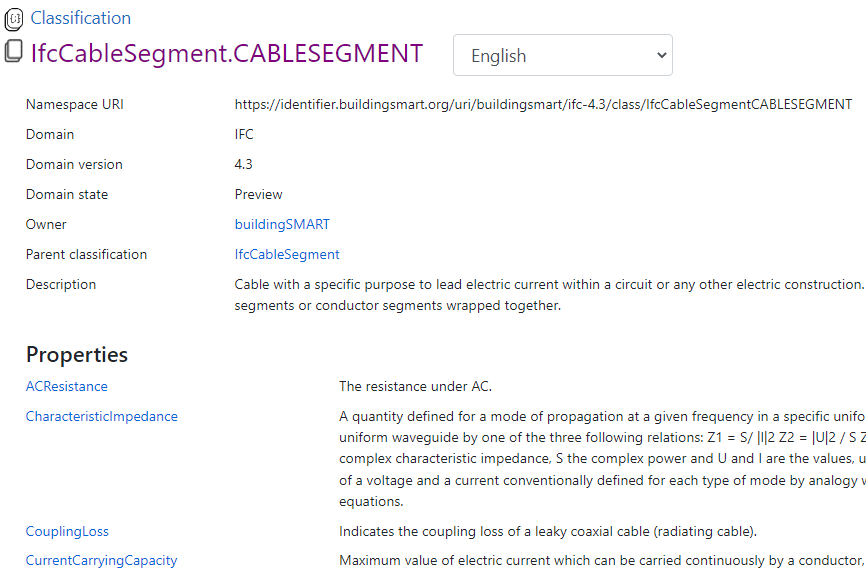 Classification
IfcCableSegment.CABLESEGMENT English
Namespace URI https://identifier.buildingsmart.org/uri/buildingsmart/ifc-4.3/class/IfcCableSegmentCABLESEGMENT
Domain IFC
Domain version 4.3
Domain state Preview
Owner buildingSMART
Parent classification IfcCableSegment
Description Cable with a specific purpose to lead electric current within a circuit or any other electric construction.
segments or conductor segments wrapped together.
Properties
ACResistance The resistance under AC.
CharacteristicImpedance A quantity defined for a mode of propagation at a given frequency in a specific unifo
uniform waveguide by one of the three following relations: Z1 = S/ |I|2 Z2 = |U|2 / S Z
complex characteristic impedance, S the complex power and U and I are the values, u
of a voltage and a current conventionally defined for each type of mode by analogy w
equations.
CouplingLoss Indicates the coupling loss of a leaky coaxial cable (radiating cable).
CurrentCarryingCapacity Maximum value of electric current which can be carried continuously by a conductor,